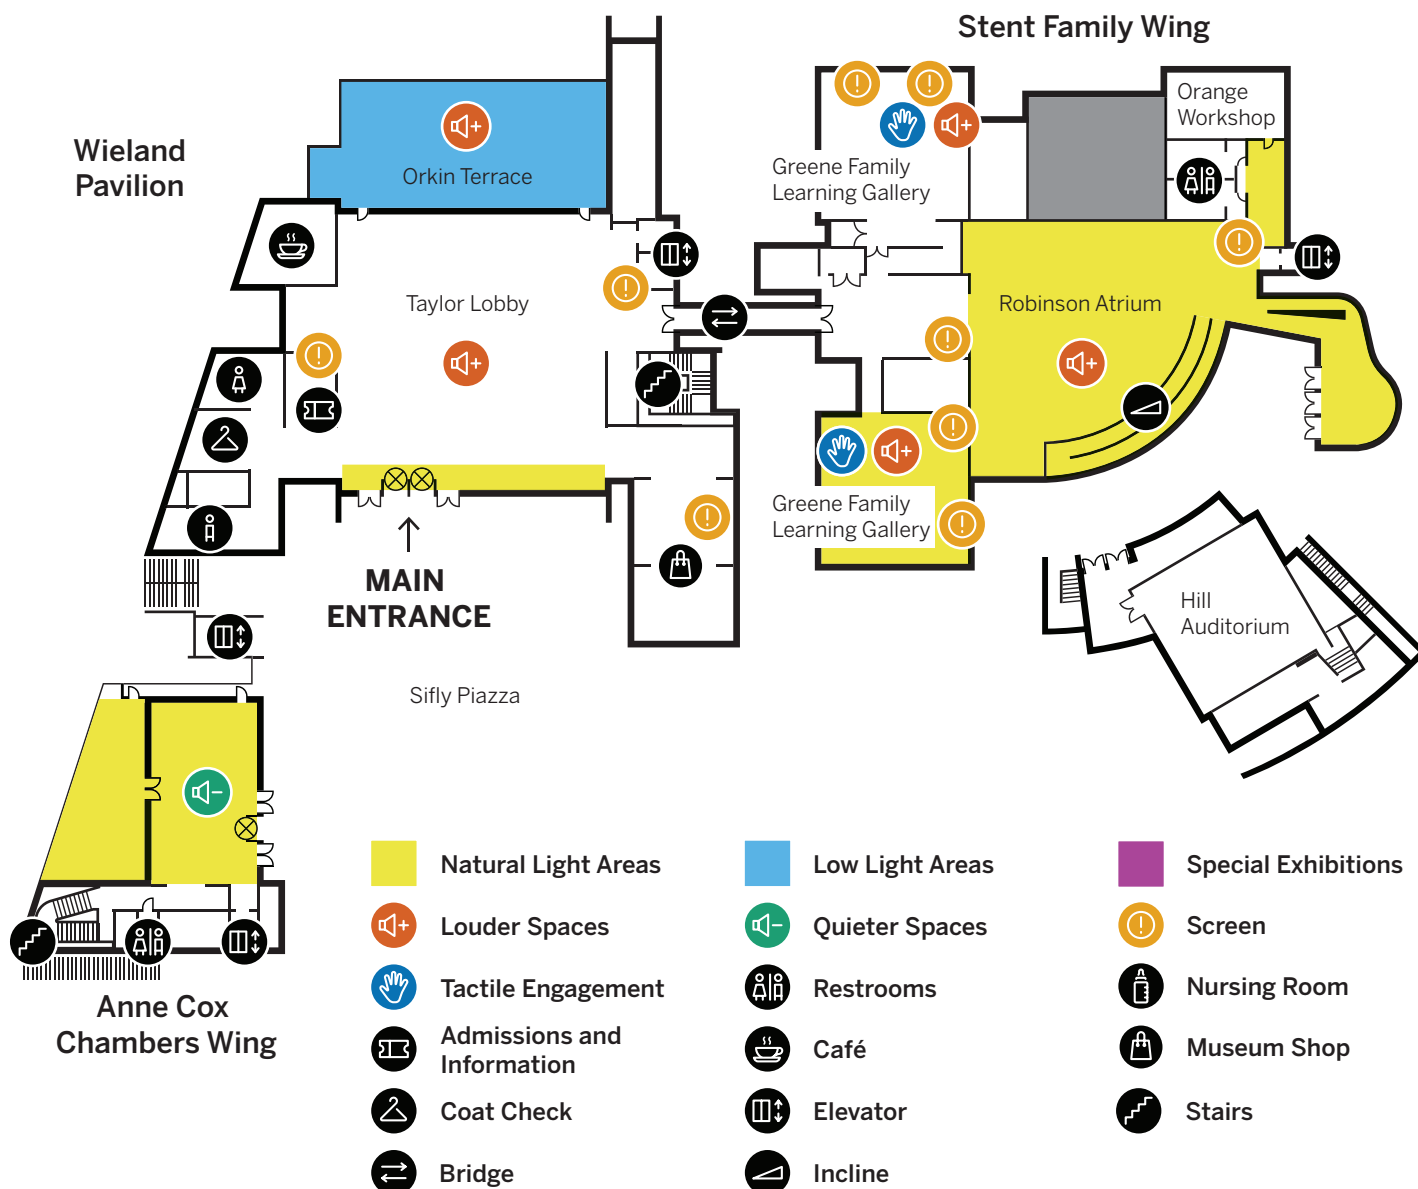 Stent Family Wing
Orange
Workshop
Wieland
Pavilion
Orkin Terrace
Greene Family
Learning Gallery
Taylor Lobby
Robinson Atrium
Greene Family
Learning Gallery
MAIN
ENTRANCE
Hill
Auditorium
Sifly Piazza
Anne Cox
Chambers Wing
Natural Light Areas
Low Light Areas
Special Exhibitions
Louder Spaces
Quieter Spaces
Screen
Tactile Engagement
Restrooms
Nursing Room
Admissions and
Information
Café
Museum Shop
Coat Check
Elevator
Stairs
Bridge
Incline